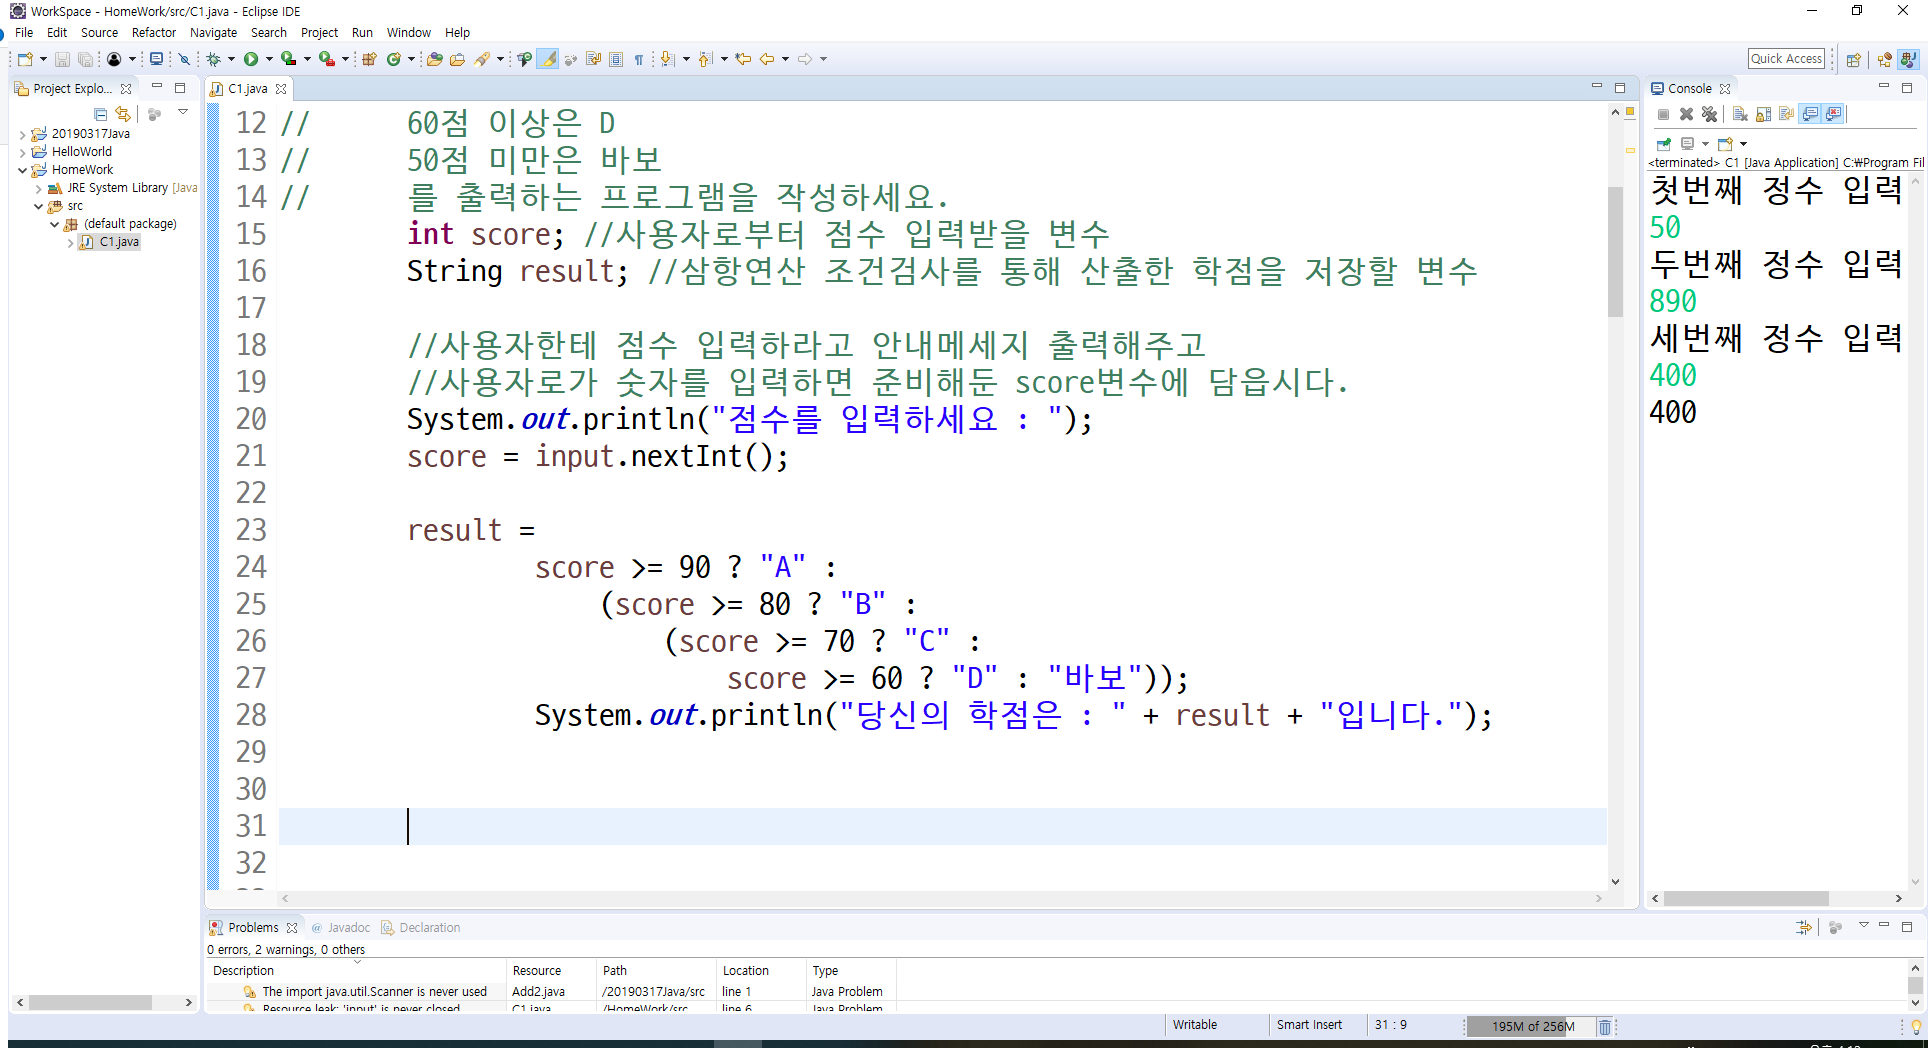 WorkSpace - HomeWork/src/C1.java - Eclipse IDE
File Edit Source Refactor Navigate Search Project Run Window Help
Quick Access
Project Explo...
20190317Java
HelloWorld
HomeWork
JRE System Library [Java
src
(default package)
C1.java
C1.java
12 // 60점 이상은 D
13 // 50점 미만은 바보
14 // 를 출력하는 프로그램을 작성하세요.
15 int score; //사용자로부터 점수 입력받을 변수
16 String result; //삼항연산 조건검사를 통해 산출한 학점을 저장할 변수
17
18 //사용자한테 점수 입력하라고 안내메세지 출력해주고
19 //사용자로가 숫자를 입력하면 준비해둔 score변수에 담읍시다.
20 System.out.println("점수를 입력하세요 : ");
21 score = input.nextInt();
22
23 result =
24 score >= 90 ? "A" :
25 (score >= 80 ? "B" :
26 (score >= 70 ? "C" :
27 score >= 60 ? "D" : "바보"));
28 System.out.println("당신의 학점은 : " + result + "입니다.");
29
30
31
32
Console
<terminated> C1 [Java Application] C:₩Program Fil
첫번째 정수 입력
50
두번째 정수 입력
890
세번째 정수 입력
400
400
Problems @ Javadoc Declaration
0 errors, 2 warnings, 0 others
Description Resource Path Location Type
The import java.util.Scanner is never used Add2.java /20190317Java/src line 1 Java Problem
Resource leak: 'input' is never closed C1.java /HomeWork/src line 6 Java Problem
Writable Smart Insert 31 : 9 195M of 256M